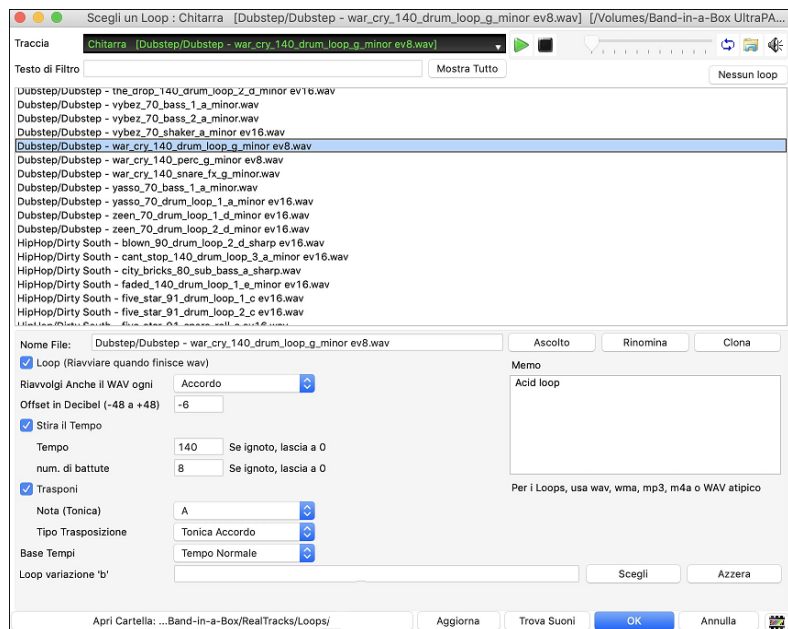 Scegli un Loop : Chitarra [Dubstep/Dubstep - war_cry_140_drum_loop_g_minor ev8.wav] [/Volumes/Band-in-a-Box UltraPA...
Traccia
Chitarra [Dubstep/Dubstep - war_cry_140_drum_loop_g_minor ev8.wav]
Testo di Filtro
Mostra Tutto
Nessun loop
Dubstep/Dubstep - the_drop_140_drum_loop_2_d_minor ev16.wav
Dubstep/Dubstep - vybez_70_bass_1_a_minor.wav
Dubstep/Dubstep - vybez_70_bass_2_a_minor.wav
Dubstep/Dubstep - vybez_70_shaker_a_minor ev16.wav
Dubstep/Dubstep - war_cry_140_drum_loop_g_minor ev8.wav
Dubstep/Dubstep - war_cry_140_perc_g_minor ev8.wav
Dubstep/Dubstep - war_cry_140_snare_fx_g_minor.wav
Dubstep/Dubstep - yasso_70_bass_1_a_minor.wav
Dubstep/Dubstep - yasso_70_drum_loop_1_a_minor ev16.wav
Dubstep/Dubstep - zeen_70_drum_loop_1_d_minor ev16.wav
Dubstep/Dubstep - zeen_70_drum_loop_2_d_minor ev16.wav
HipHop/Dirty South - blown_90_drum_loop_2_d_sharp ev16.wav
HipHop/Dirty South - cant_stop_140_drum_loop_3_a_minor ev16.wav
HipHop/Dirty South - city_bricks_80_sub_bass_a_sharp.wav
HipHop/Dirty South - faded_140_drum_loop_1_e_minor ev16.wav
HipHop/Dirty South - five_star_91_drum_loop_1_c ev16.wav
HipHop/Dirty South - five_star_91_drum_loop_2_c ev16.wav
HipHop/Dirty South - five_star_91_snare_roll_c ev16.wav
Nome File: Dubstep/Dubstep - war_cry_140_drum_loop_g_minor ev8.wav
Ascolto
Rinomina
Clona
Loop (Riavviare quando finisce wav)
Memo
Riavvolgi Anche il WAV ogni Accordo
Acid loop
Offset in Decibel (-48 a +48) -6
Stira il Tempo
Tempo 140 Se ignoto, lascia a 0
num. di battute 8 Se ignoto, lascia a 0
Trasponi
Per i Loops, usa wav, wma, mp3, m4a o WAV atipico
Nota (Tonica) A
Tipo Trasposizione Tonica Accordo
Base Tempi Tempo Normale
Loop variazione 'b'
Scegli
Azzera
Apri Cartella: ...Band-in-a-Box/RealTracks/Loops/
Aggiorna
Trova Suoni
OK
Annulla